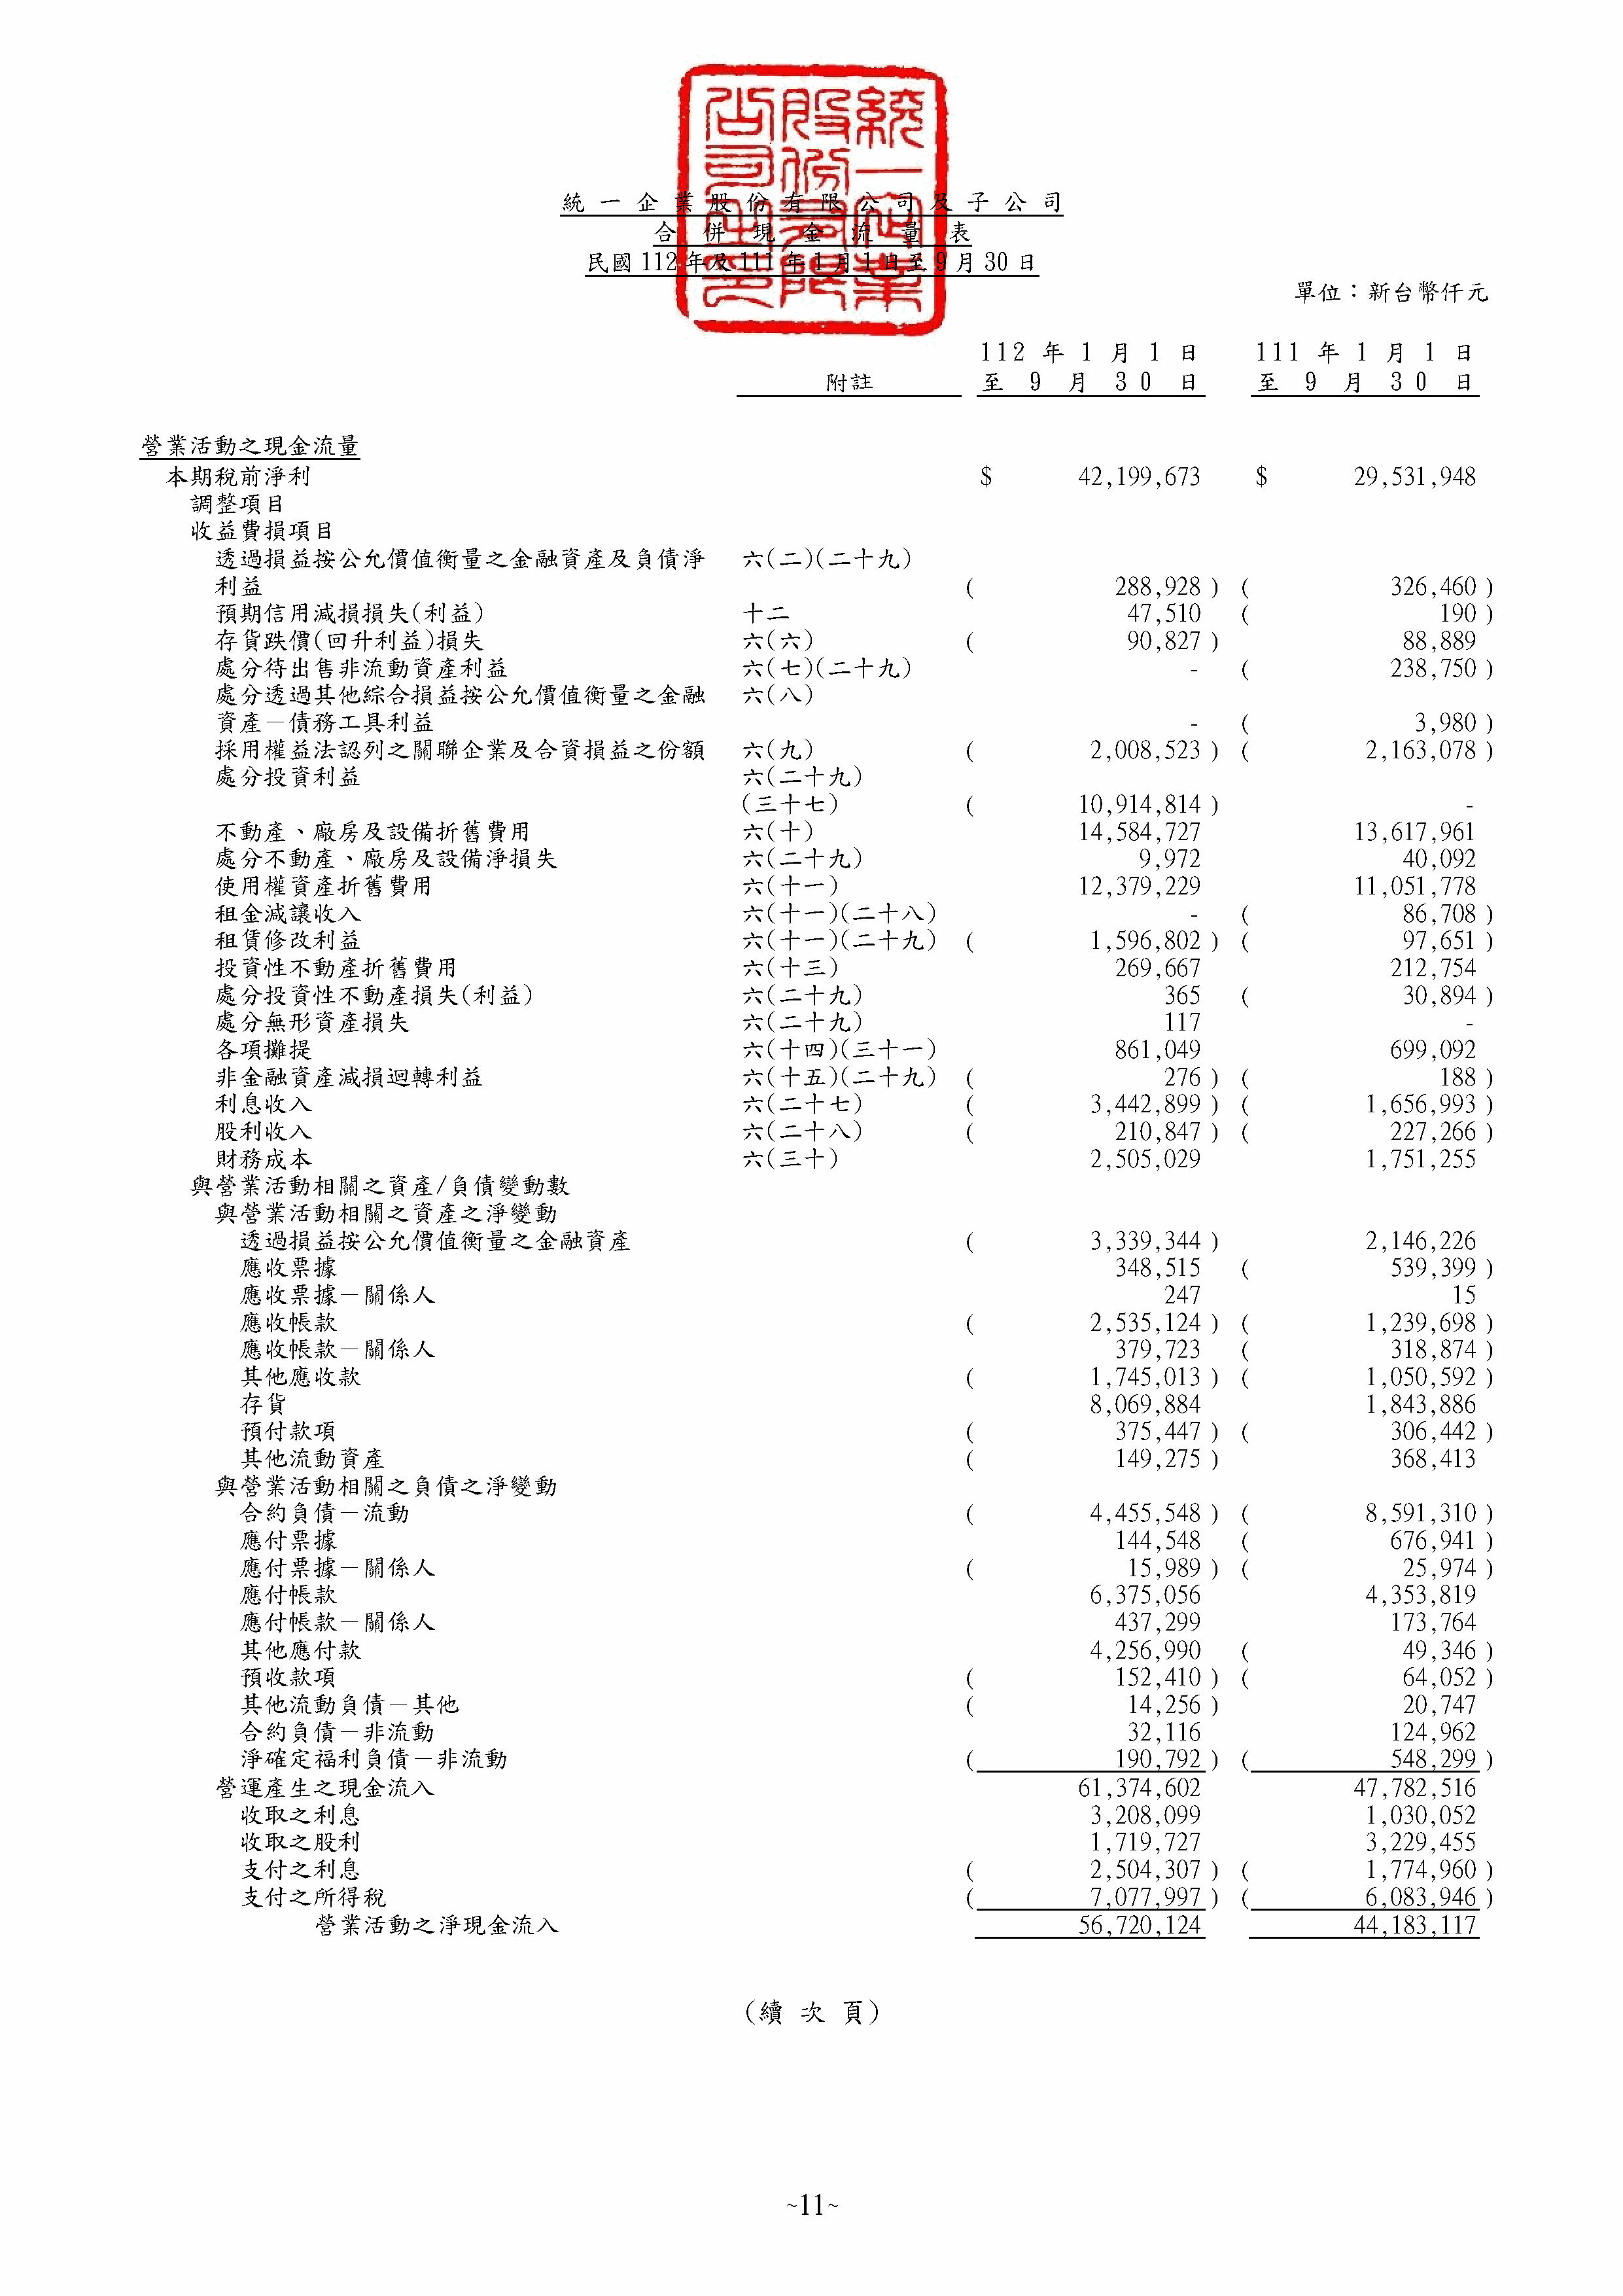 統一企業股份有限公司及子公司
合併現金流量表
民國112年及111年1月1日至9月30日
單位：新台幣仟元
112 年 1 月 1 日 111 年 1 月 1 日
附註 至 9 月 30 日 至 9 月 30 日
營業活動之現金流量
本期稅前淨利 $ 42,199,673 $ 29,531,948
調整項目
收益費損項目
透過損益按公允價值衡量之金融資產及負債淨 六(二)(二十九)
利益 ( 288,928 ) ( 326,460 )
預期信用減損損失(利益) 十二 47,510 ( 190 )
存貨跌價(回升利益)損失 六(六) ( 90,827 ) 88,889
處分待出售非流動資產利益 六(七)(二十九) - ( 238,750 )
處分透過其他綜合損益按公允價值衡量之金融 六(八)
資產－債務工具利益 - ( 3,980 )
採用權益法認列之關聯企業及合資損益之份額 六(九) ( 2,008,523 ) ( 2,163,078 )
處分投資利益 六(二十九)
(三十七) ( 10,914,814 ) -
不動產、廠房及設備折舊費用 六(十) 14,584,727 13,617,961
處分不動產、廠房及設備淨損失 六(二十九) 9,972 40,092
使用權資產折舊費用 六(十一) 12,379,229 11,051,778
租金減讓收入 六(十一)(二十八) - ( 86,708 )
租賃修改利益 六(十一)(二十九) ( 1,596,802 ) ( 97,651 )
投資性不動產折舊費用 六(十三) 269,667 212,754
處分投資性不動產損失(利益) 六(二十九) 365 ( 30,894 )
處分無形資產損失 六(二十九) 117 -
各項攤提 六(十四)(三十一) 861,049 699,092
非金融資產減損迴轉利益 六(十五)(二十九) ( 276 ) ( 188 )
利息收入 六(二十七) ( 3,442,899 ) ( 1,656,993 )
股利收入 六(二十八) ( 210,847 ) ( 227,266 )
財務成本 六(三十) 2,505,029 1,751,255
與營業活動相關之資產/負債變動數
與營業活動相關之資產之淨變動
透過損益按公允價值衡量之金融資產 ( 3,339,344 ) 2,146,226
應收票據 348,515 ( 539,399 )
應收票據－關係人 247 15
應收帳款 ( 2,535,124 ) ( 1,239,698 )
應收帳款－關係人 379,723 ( 318,874 )
其他應收款 ( 1,745,013 ) ( 1,050,592 )
存貨 8,069,884 1,843,886
預付款項 ( 375,447 ) ( 306,442 )
其他流動資產 ( 149,275 ) 368,413
與營業活動相關之負債之淨變動
合約負債－流動 ( 4,455,548 ) ( 8,591,310 )
應付票據 144,548 ( 676,941 )
應付票據－關係人 ( 15,989 ) ( 25,974 )
應付帳款 6,375,056 4,353,819
應付帳款－關係人 437,299 173,764
其他應付款 4,256,990 ( 49,346 )
預收款項 ( 152,410 ) ( 64,052 )
其他流動負債－其他 ( 14,256 ) 20,747
合約負債－非流動 32,116 124,962
淨確定福利負債－非流動 ( 190,792 ) ( 548,299 )
營運產生之現金流入 61,374,602 47,782,516
收取之利息 3,208,099 1,030,052
收取之股利 1,719,727 3,229,455
支付之利息 ( 2,504,307 ) ( 1,774,960 )
支付之所得稅 ( 7,077,997 ) ( 6,083,946 )
營業活動之淨現金流入 56,720,124 44,183,117
(續 次 頁)
~11~